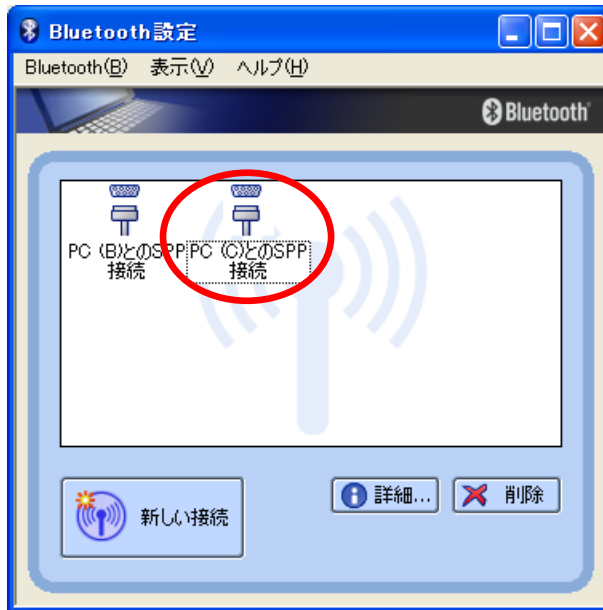 Bluetooth設定
Bluetooth(B) 表示(V) ヘルプ(H)
Bluetooth
PC (B)とのSPP接続
PC (C)とのSPP接続
新しい接続
詳細...
削除